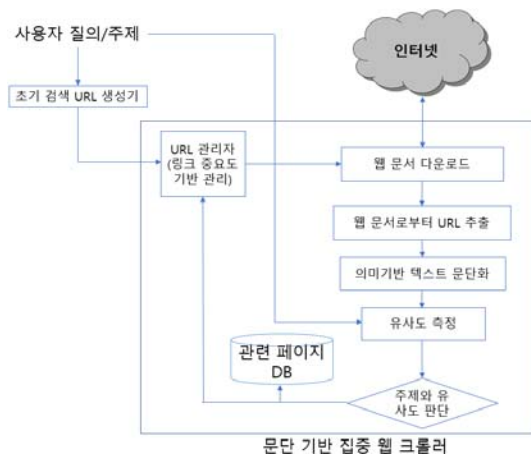 사용자 질의/주제
인터넷
초기 검색 URL 생성기
URL 관리자
(링크 중요도
기반 관리)
웹 문서 다운로드
웹 문서로부터 URL 추출
의미기반 텍스트 문단화
유사도 측정
관련 페이지
DB
주제와 유
사도 판단
문단 기반 집중 웹 크롤러